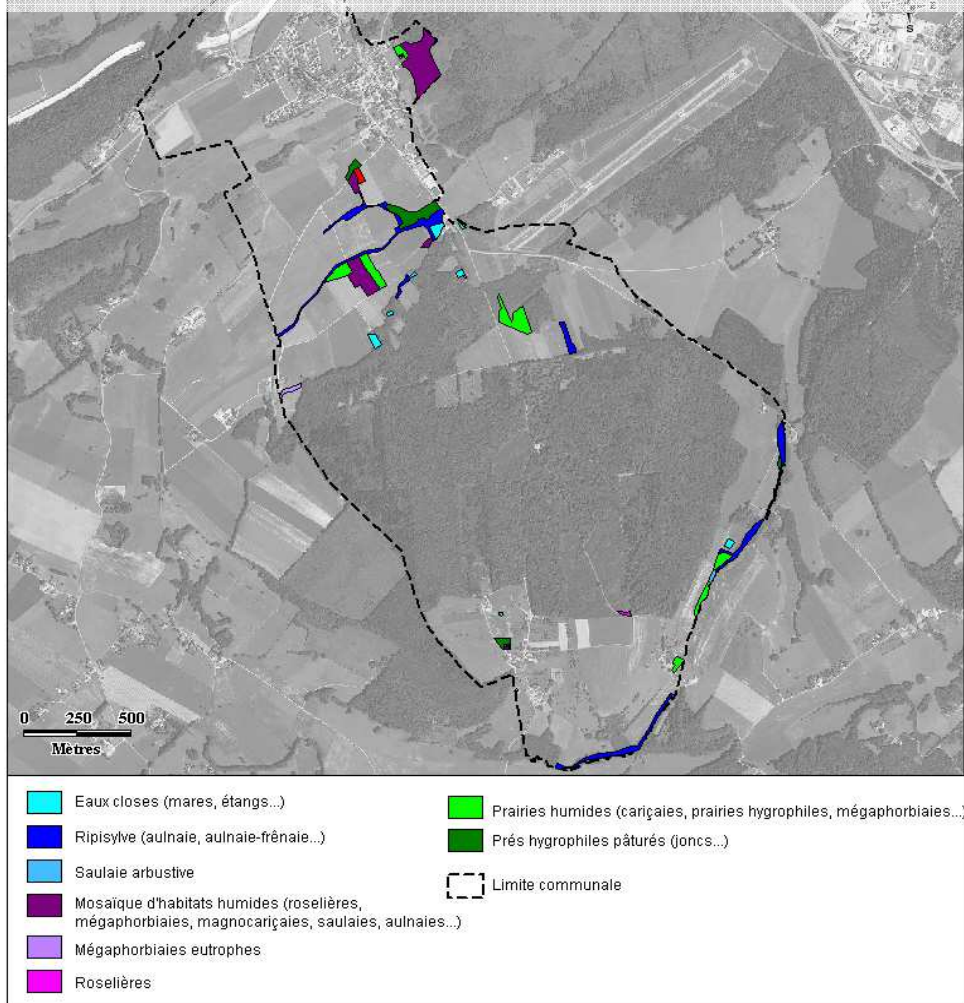 S
0 250 500
Mètres
Eaux closes (mares, étangs...)
Ripisylve (aulnaie, aulnaie-frênaie...)
Saulaie arbustive
Mosaïque d'habitats humides (roselières,
mégaphorbiaies, magnocariçaies, saulaies, aulnaies...)
Mégaphorbiaies eutrophes
Roselières
Prairies humides (cariçaies, prairies hygrophiles, mégaphorbiaies...)
Prés hygrophiles pâturés (joncs...)
Limite communale